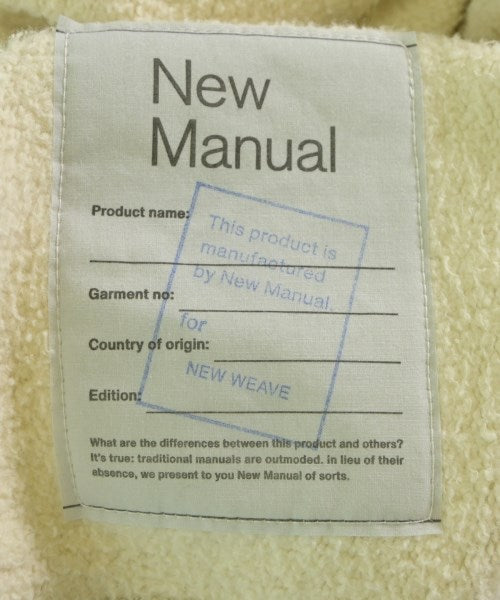 New
Manual
Product name:
This product is
manufactured
by New Manual.
Garment no:
for
Country of origin:
NEW WEAVE
Edition:
What are the differences between this product and others?
It's true: traditional manuals are outmoded. in lieu of their
absence, we present to you New Manual of sorts.